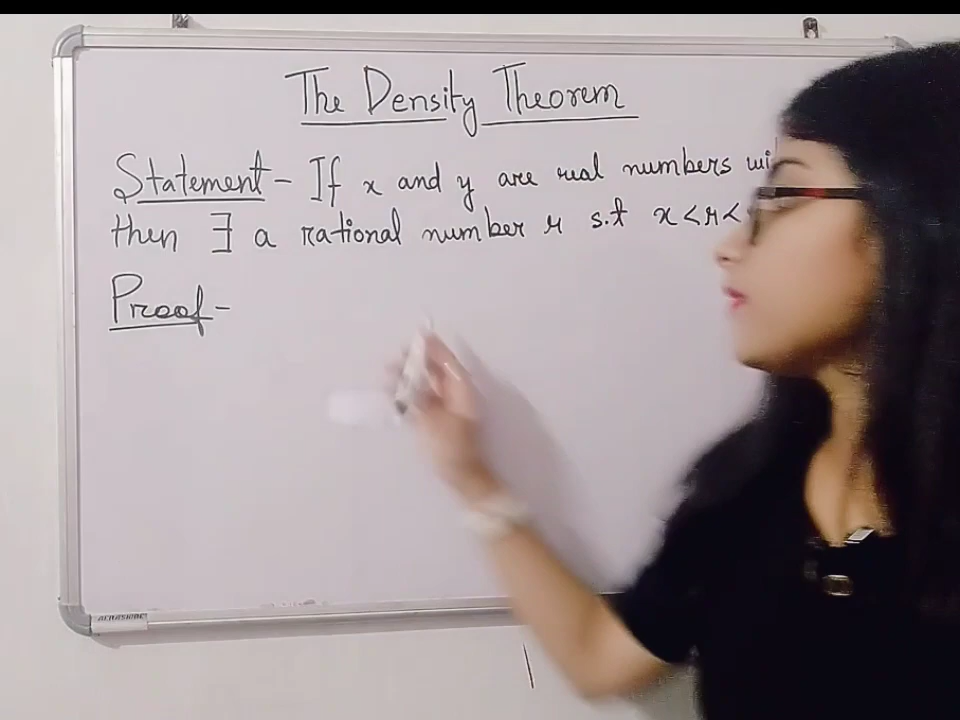 The Density Theorem
Statement- If x and y are real numbers
then ∃ a rational number r s.t x<r<
Proof-